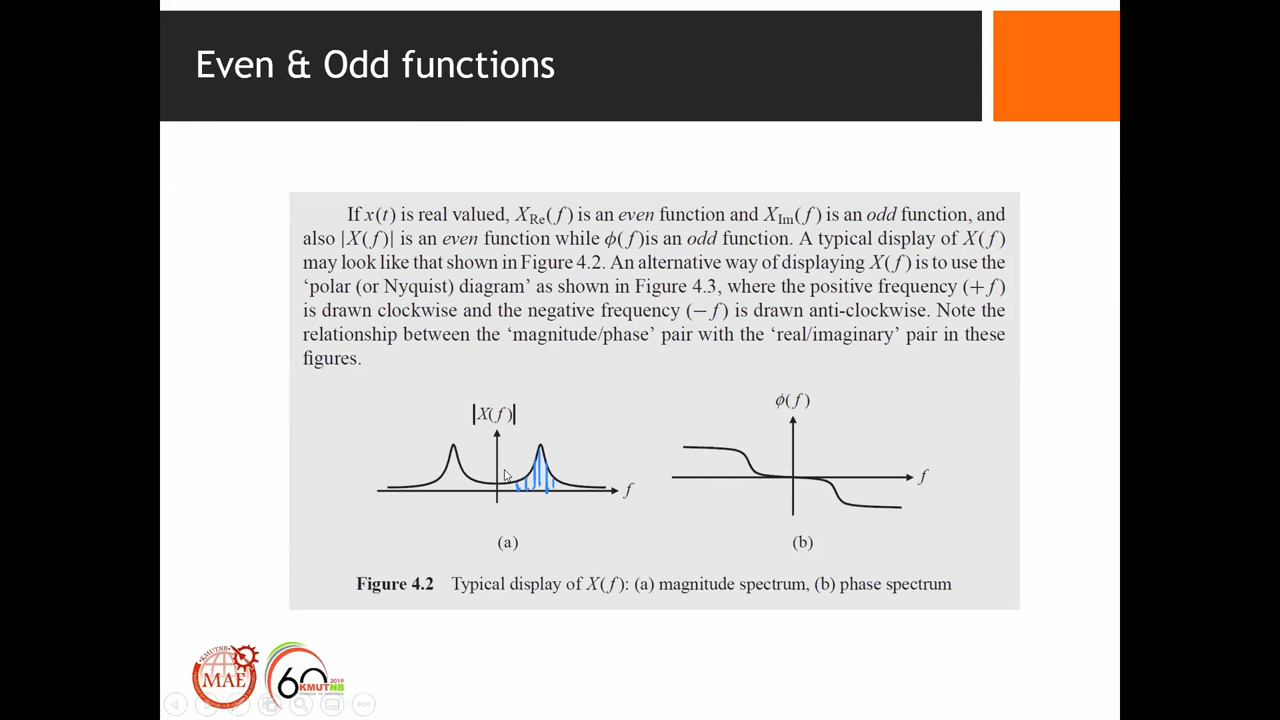 Even & Odd functions
If x(t) is real valued, X_Re(f) is an even function and X_Im(f) is an odd function, and
also |X(f)| is an even function while ϕ(f)is an odd function. A typical display of X(f)
may look like that shown in Figure 4.2. An alternative way of displaying X(f) is to use the
‘polar (or Nyquist) diagram’ as shown in Figure 4.3, where the positive frequency (+f)
is drawn clockwise and the negative frequency (−f) is drawn anti-clockwise. Note the
relationship between the ‘magnitude/phase’ pair with the ‘real/imaginary’ pair in these
figures.
|X(f)|
f
(a)
ϕ(f)
f
(b)
Figure 4.2 Typical display of X(f): (a) magnitude spectrum, (b) phase spectrum
KMUTNB
MAE
60
2019
KMUTNB